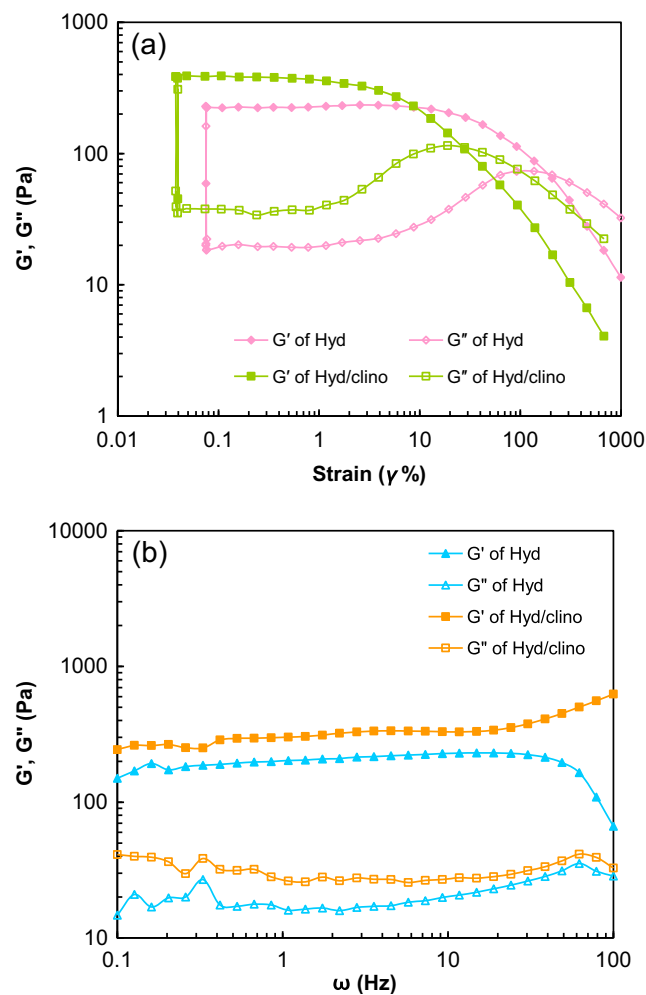 (a)
1000
100
10
1
G', G" (Pa)
G′ of Hyd
G″ of Hyd
G′ of Hyd/clino
G″ of Hyd/clino
0.01
0.1
1
10
100
1000
Strain (γ %)
(b)
10000
1000
100
10
G', G" (Pa)
G' of Hyd
G" of Hyd
G' of Hyd/clino
G" of Hyd/clino
0.1
1
10
100
ω (Hz)